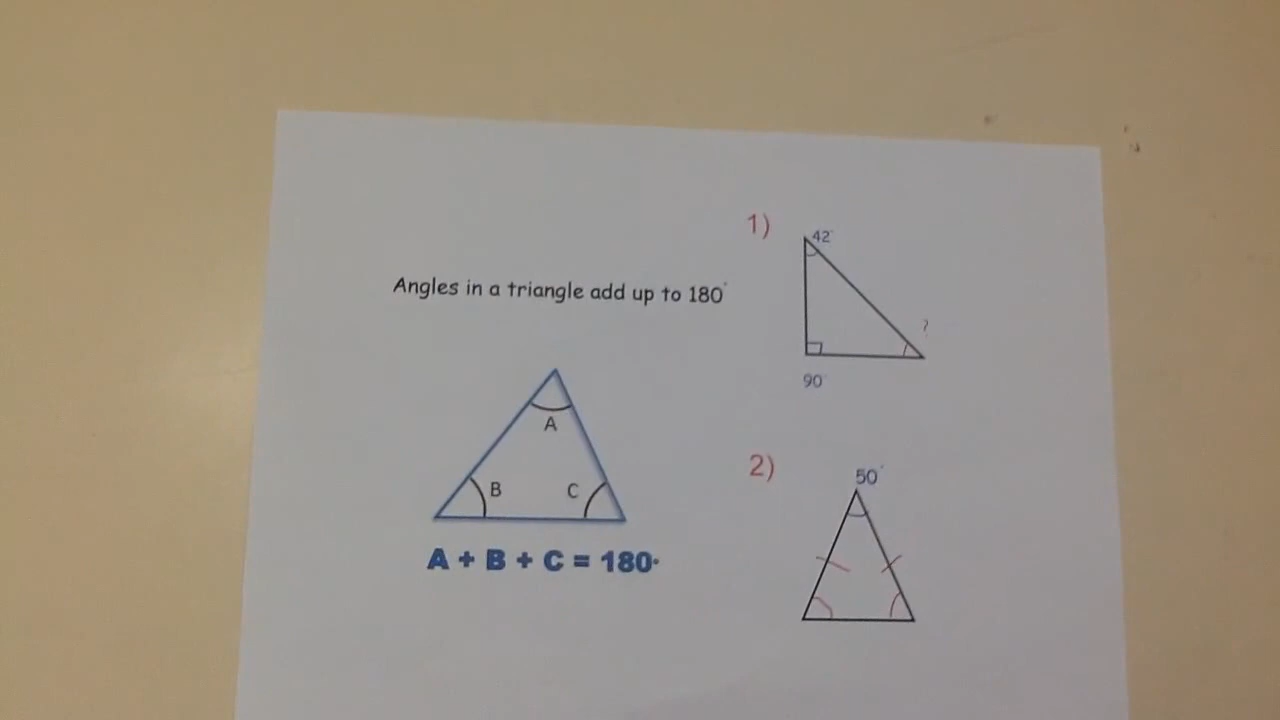 Angles in a triangle add up to 180°
A
B
C
A + B + C = 180°
1)
42°
?
90°
2)
50°